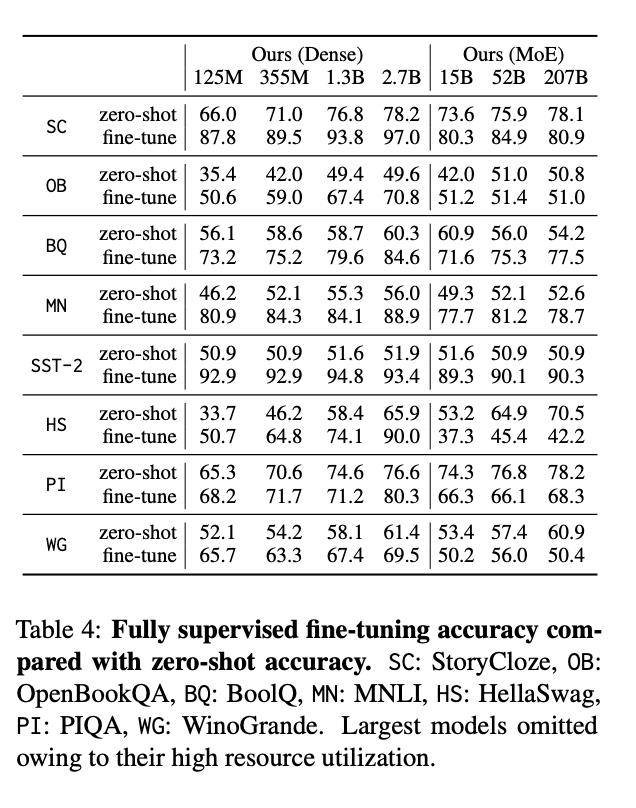 Ours (Dense) Ours (MoE)
125M 355M 1.3B 2.7B 15B 52B 207B
SC zero-shot 66.0 71.0 76.8 78.2 73.6 75.9 78.1
fine-tune 87.8 89.5 93.8 97.0 80.3 84.9 80.9
OB zero-shot 35.4 42.0 49.4 49.6 42.0 51.0 50.8
fine-tune 50.6 59.0 67.4 70.8 51.2 51.4 51.0
BQ zero-shot 56.1 58.6 58.7 60.3 60.9 56.0 54.2
fine-tune 73.2 75.2 79.6 84.6 71.6 75.3 77.5
MN zero-shot 46.2 52.1 55.3 56.0 49.3 52.1 52.6
fine-tune 80.9 84.3 84.1 88.9 77.7 81.2 78.7
SST-2 zero-shot 50.9 50.9 51.6 51.9 51.6 50.9 50.9
fine-tune 92.9 92.9 94.8 93.4 89.3 90.1 90.3
HS zero-shot 33.7 46.2 58.4 65.9 53.2 64.9 70.5
fine-tune 50.7 64.8 74.1 90.0 37.3 45.4 42.2
PI zero-shot 65.3 70.6 74.6 76.6 74.3 76.8 78.2
fine-tune 68.2 71.7 71.2 80.3 66.3 66.1 68.3
WG zero-shot 52.1 54.2 58.1 61.4 53.4 57.4 60.9
fine-tune 65.7 63.3 67.4 69.5 50.2 56.0 50.4
Table 4: Fully supervised fine-tuning accuracy com-
pared with zero-shot accuracy. SC: StoryCloze, OB:
OpenBookQA, BQ: BoolQ, MN: MNLI, HS: HellaSwag,
PI: PIQA, WG: WinoGrande. Largest models omitted
owing to their high resource utilization.